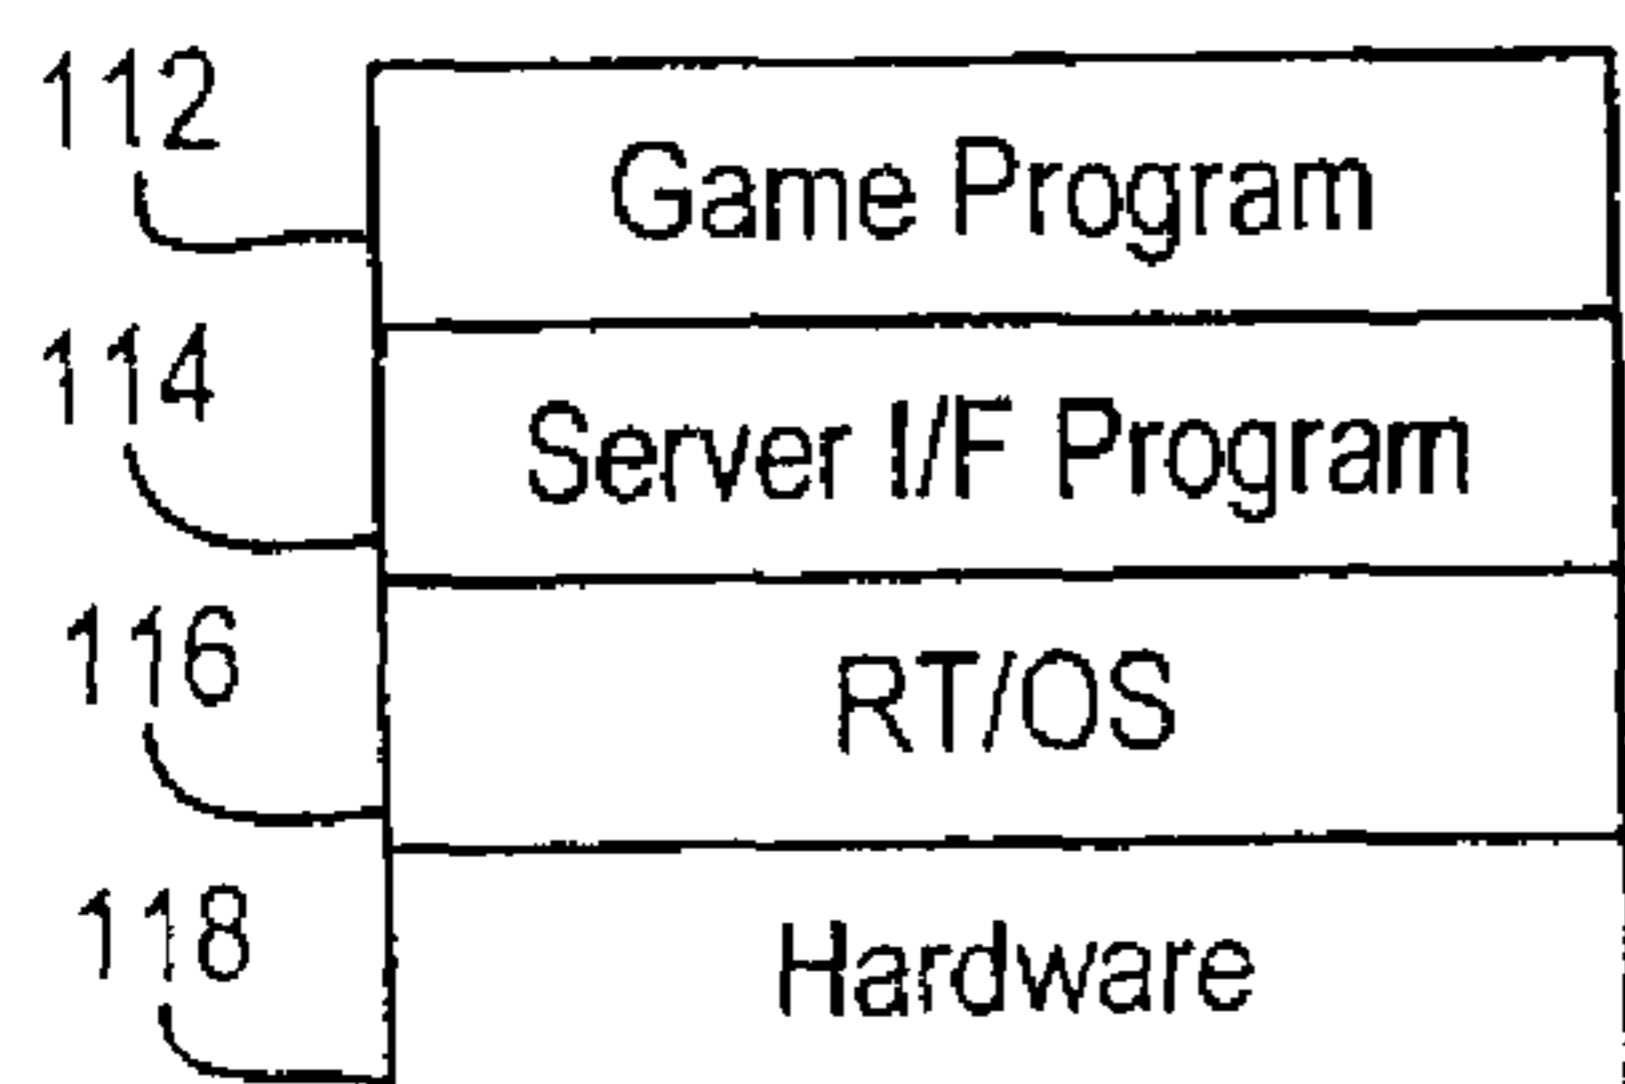 112
Game Program
114
Server I/F Program
116
RT/OS
118
Hardware